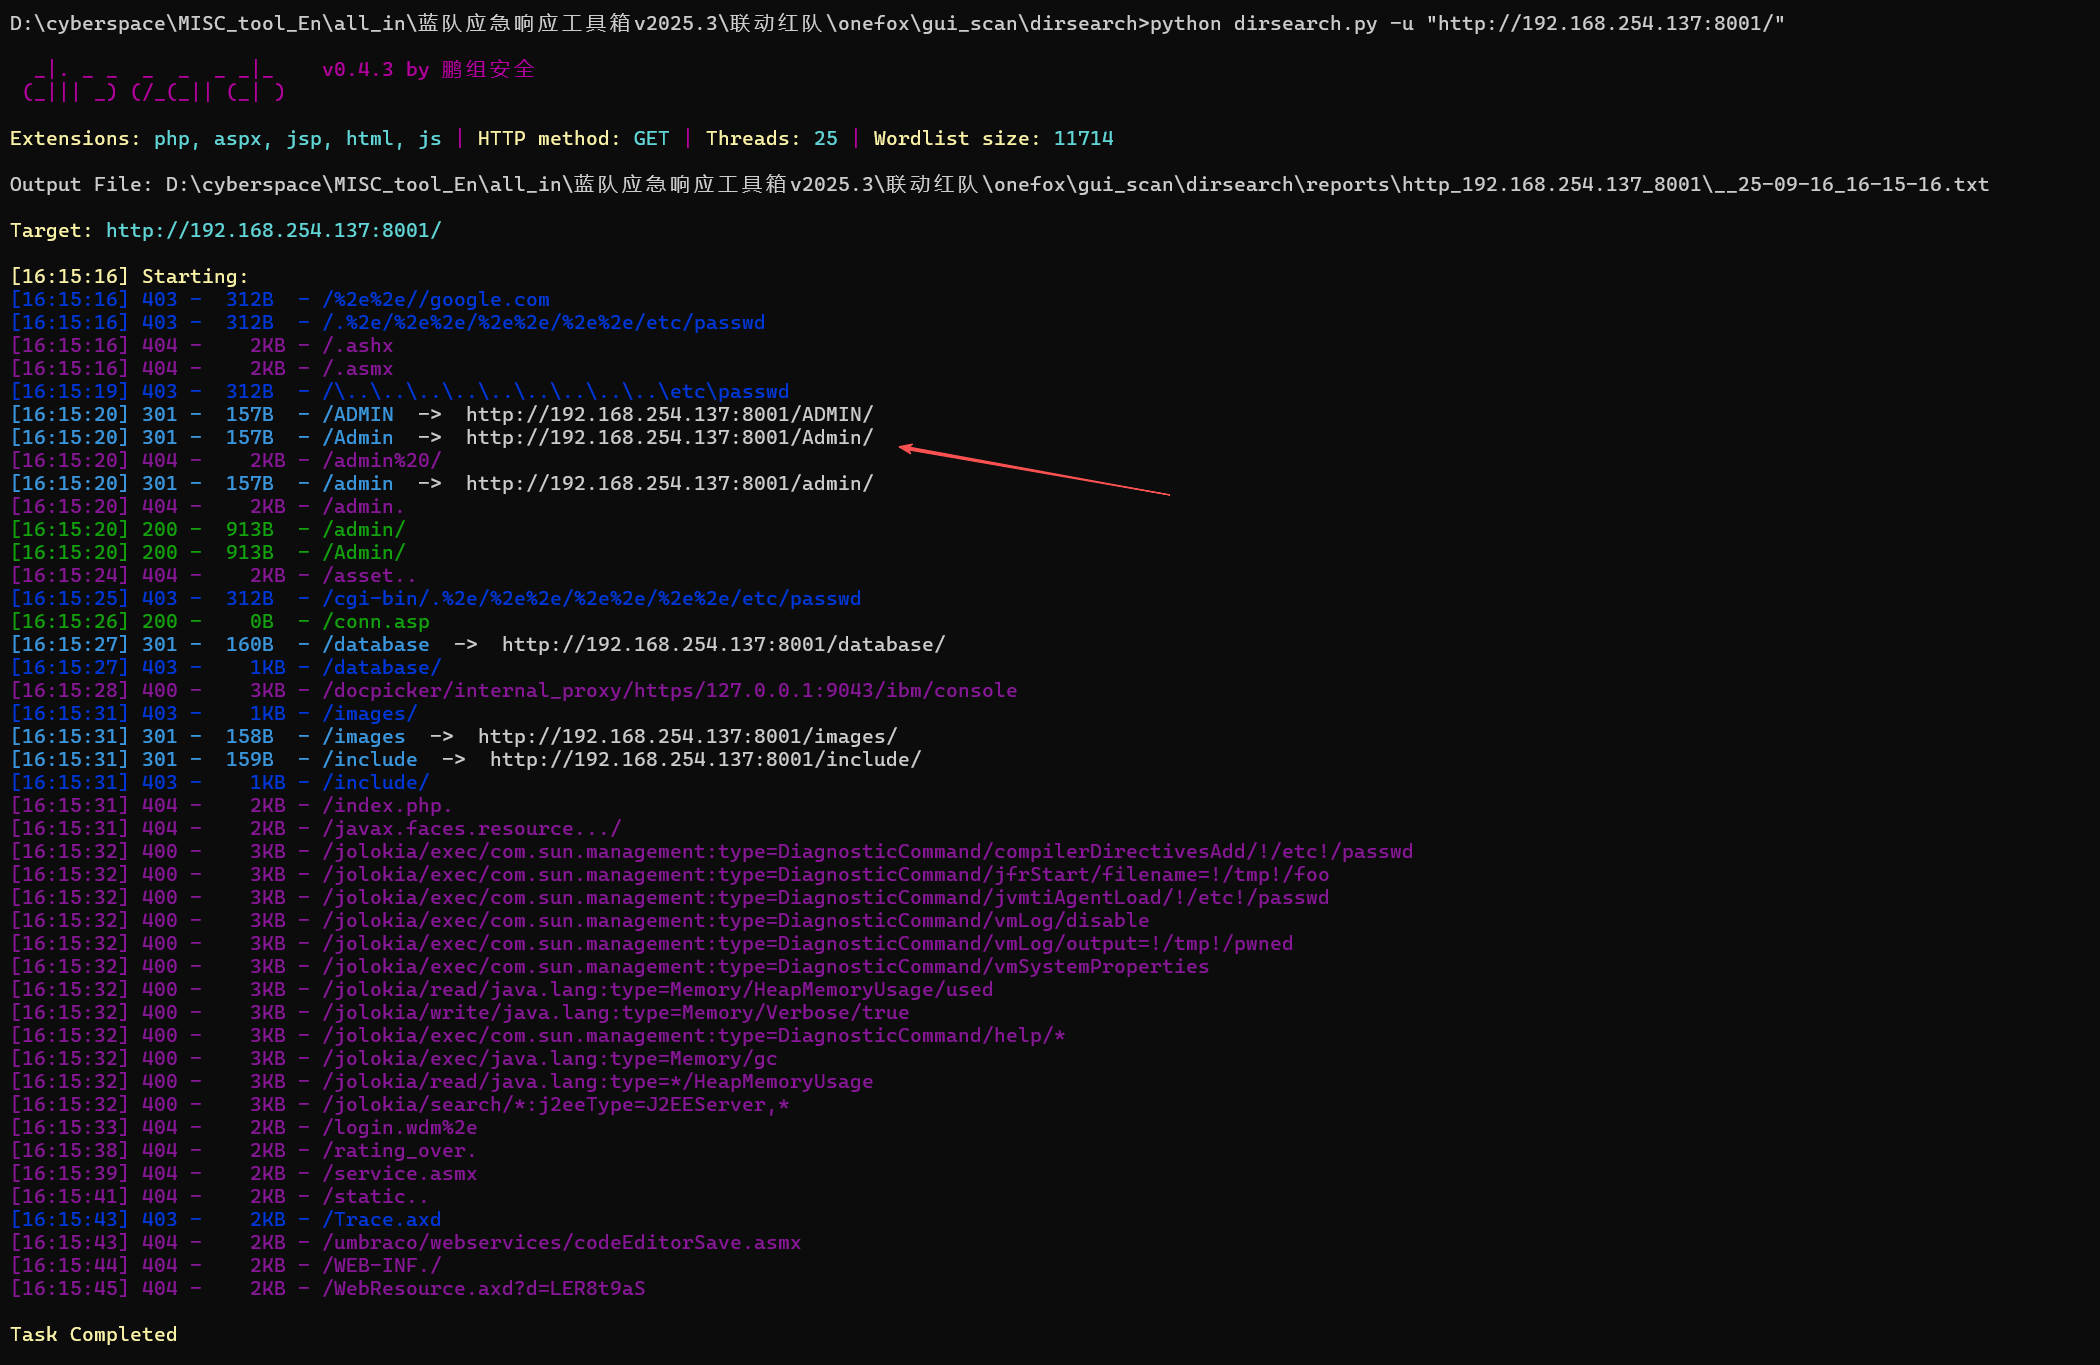 D:\cyberspace\MISC_tool_En\all_in\蓝队应急响应工具箱v2025.3\联动红队\onefox\gui_scan\dirsearch>python dirsearch.py -u "http://192.168.254.137:8001/"
  _|. _ _  _  _  _ _|_    v0.4.3 by 鹏组安全
 (_||| _) (/_(_|| (_| )
Extensions: php, aspx, jsp, html, js | HTTP method: GET | Threads: 25 | Wordlist size: 11714
Output File: D:\cyberspace\MISC_tool_En\all_in\蓝队应急响应工具箱v2025.3\联动红队\onefox\gui_scan\dirsearch\reports\http_192.168.254.137_8001\__25-09-16_16-15-16.txt
Target: http://192.168.254.137:8001/
[16:15:16] Starting:
[16:15:16] 403 -  312B  - /%2e%2e//google.com
[16:15:16] 403 -  312B  - /.%2e/%2e%2e/%2e%2e/%2e%2e/etc/passwd
[16:15:16] 404 -    2KB - /.ashx
[16:15:16] 404 -    2KB - /.asmx
[16:15:19] 403 -  312B  - /\..\..\..\..\..\..\..\..\..\etc\passwd
[16:15:20] 301 -  157B  - /ADMIN  ->  http://192.168.254.137:8001/ADMIN/
[16:15:20] 301 -  157B  - /Admin  ->  http://192.168.254.137:8001/Admin/
[16:15:20] 404 -    2KB - /admin%20/
[16:15:20] 301 -  157B  - /admin  ->  http://192.168.254.137:8001/admin/
[16:15:20] 404 -    2KB - /admin.
[16:15:20] 200 -  913B  - /admin/
[16:15:20] 200 -  913B  - /Admin/
[16:15:24] 404 -    2KB - /asset..
[16:15:25] 403 -  312B  - /cgi-bin/.%2e/%2e%2e/%2e%2e/%2e%2e/etc/passwd
[16:15:26] 200 -    0B  - /conn.asp
[16:15:27] 301 -  160B  - /database  ->  http://192.168.254.137:8001/database/
[16:15:27] 403 -    1KB - /database/
[16:15:28] 400 -    3KB - /docpicker/internal_proxy/https/127.0.0.1:9043/ibm/console
[16:15:31] 403 -    1KB - /images/
[16:15:31] 301 -  158B  - /images  ->  http://192.168.254.137:8001/images/
[16:15:31] 301 -  159B  - /include  ->  http://192.168.254.137:8001/include/
[16:15:31] 403 -    1KB - /include/
[16:15:31] 404 -    2KB - /index.php.
[16:15:31] 404 -    2KB - /javax.faces.resource.../
[16:15:32] 400 -    3KB - /jolokia/exec/com.sun.management:type=DiagnosticCommand/compilerDirectivesAdd/!/etc!/passwd
[16:15:32] 400 -    3KB - /jolokia/exec/com.sun.management:type=DiagnosticCommand/jfrStart/filename=!/tmp!/foo
[16:15:32] 400 -    3KB - /jolokia/exec/com.sun.management:type=DiagnosticCommand/jvmtiAgentLoad/!/etc!/passwd
[16:15:32] 400 -    3KB - /jolokia/exec/com.sun.management:type=DiagnosticCommand/vmLog/disable
[16:15:32] 400 -    3KB - /jolokia/exec/com.sun.management:type=DiagnosticCommand/vmLog/output=!/tmp!/pwned
[16:15:32] 400 -    3KB - /jolokia/exec/com.sun.management:type=DiagnosticCommand/vmSystemProperties
[16:15:32] 400 -    3KB - /jolokia/read/java.lang:type=Memory/HeapMemoryUsage/used
[16:15:32] 400 -    3KB - /jolokia/write/java.lang:type=Memory/Verbose/true
[16:15:32] 400 -    3KB - /jolokia/exec/com.sun.management:type=DiagnosticCommand/help/*
[16:15:32] 400 -    3KB - /jolokia/exec/java.lang:type=Memory/gc
[16:15:32] 400 -    3KB - /jolokia/read/java.lang:type=*/HeapMemoryUsage
[16:15:32] 400 -    3KB - /jolokia/search/*:j2eeType=J2EEServer,*
[16:15:33] 404 -    2KB - /login.wdm%2e
[16:15:38] 404 -    2KB - /rating_over.
[16:15:39] 404 -    2KB - /service.asmx
[16:15:41] 404 -    2KB - /static..
[16:15:43] 403 -    2KB - /Trace.axd
[16:15:43] 404 -    2KB - /umbraco/webservices/codeEditorSave.asmx
[16:15:44] 404 -    2KB - /WEB-INF./
[16:15:45] 404 -    2KB - /WebResource.axd?d=LER8t9aS
Task Completed